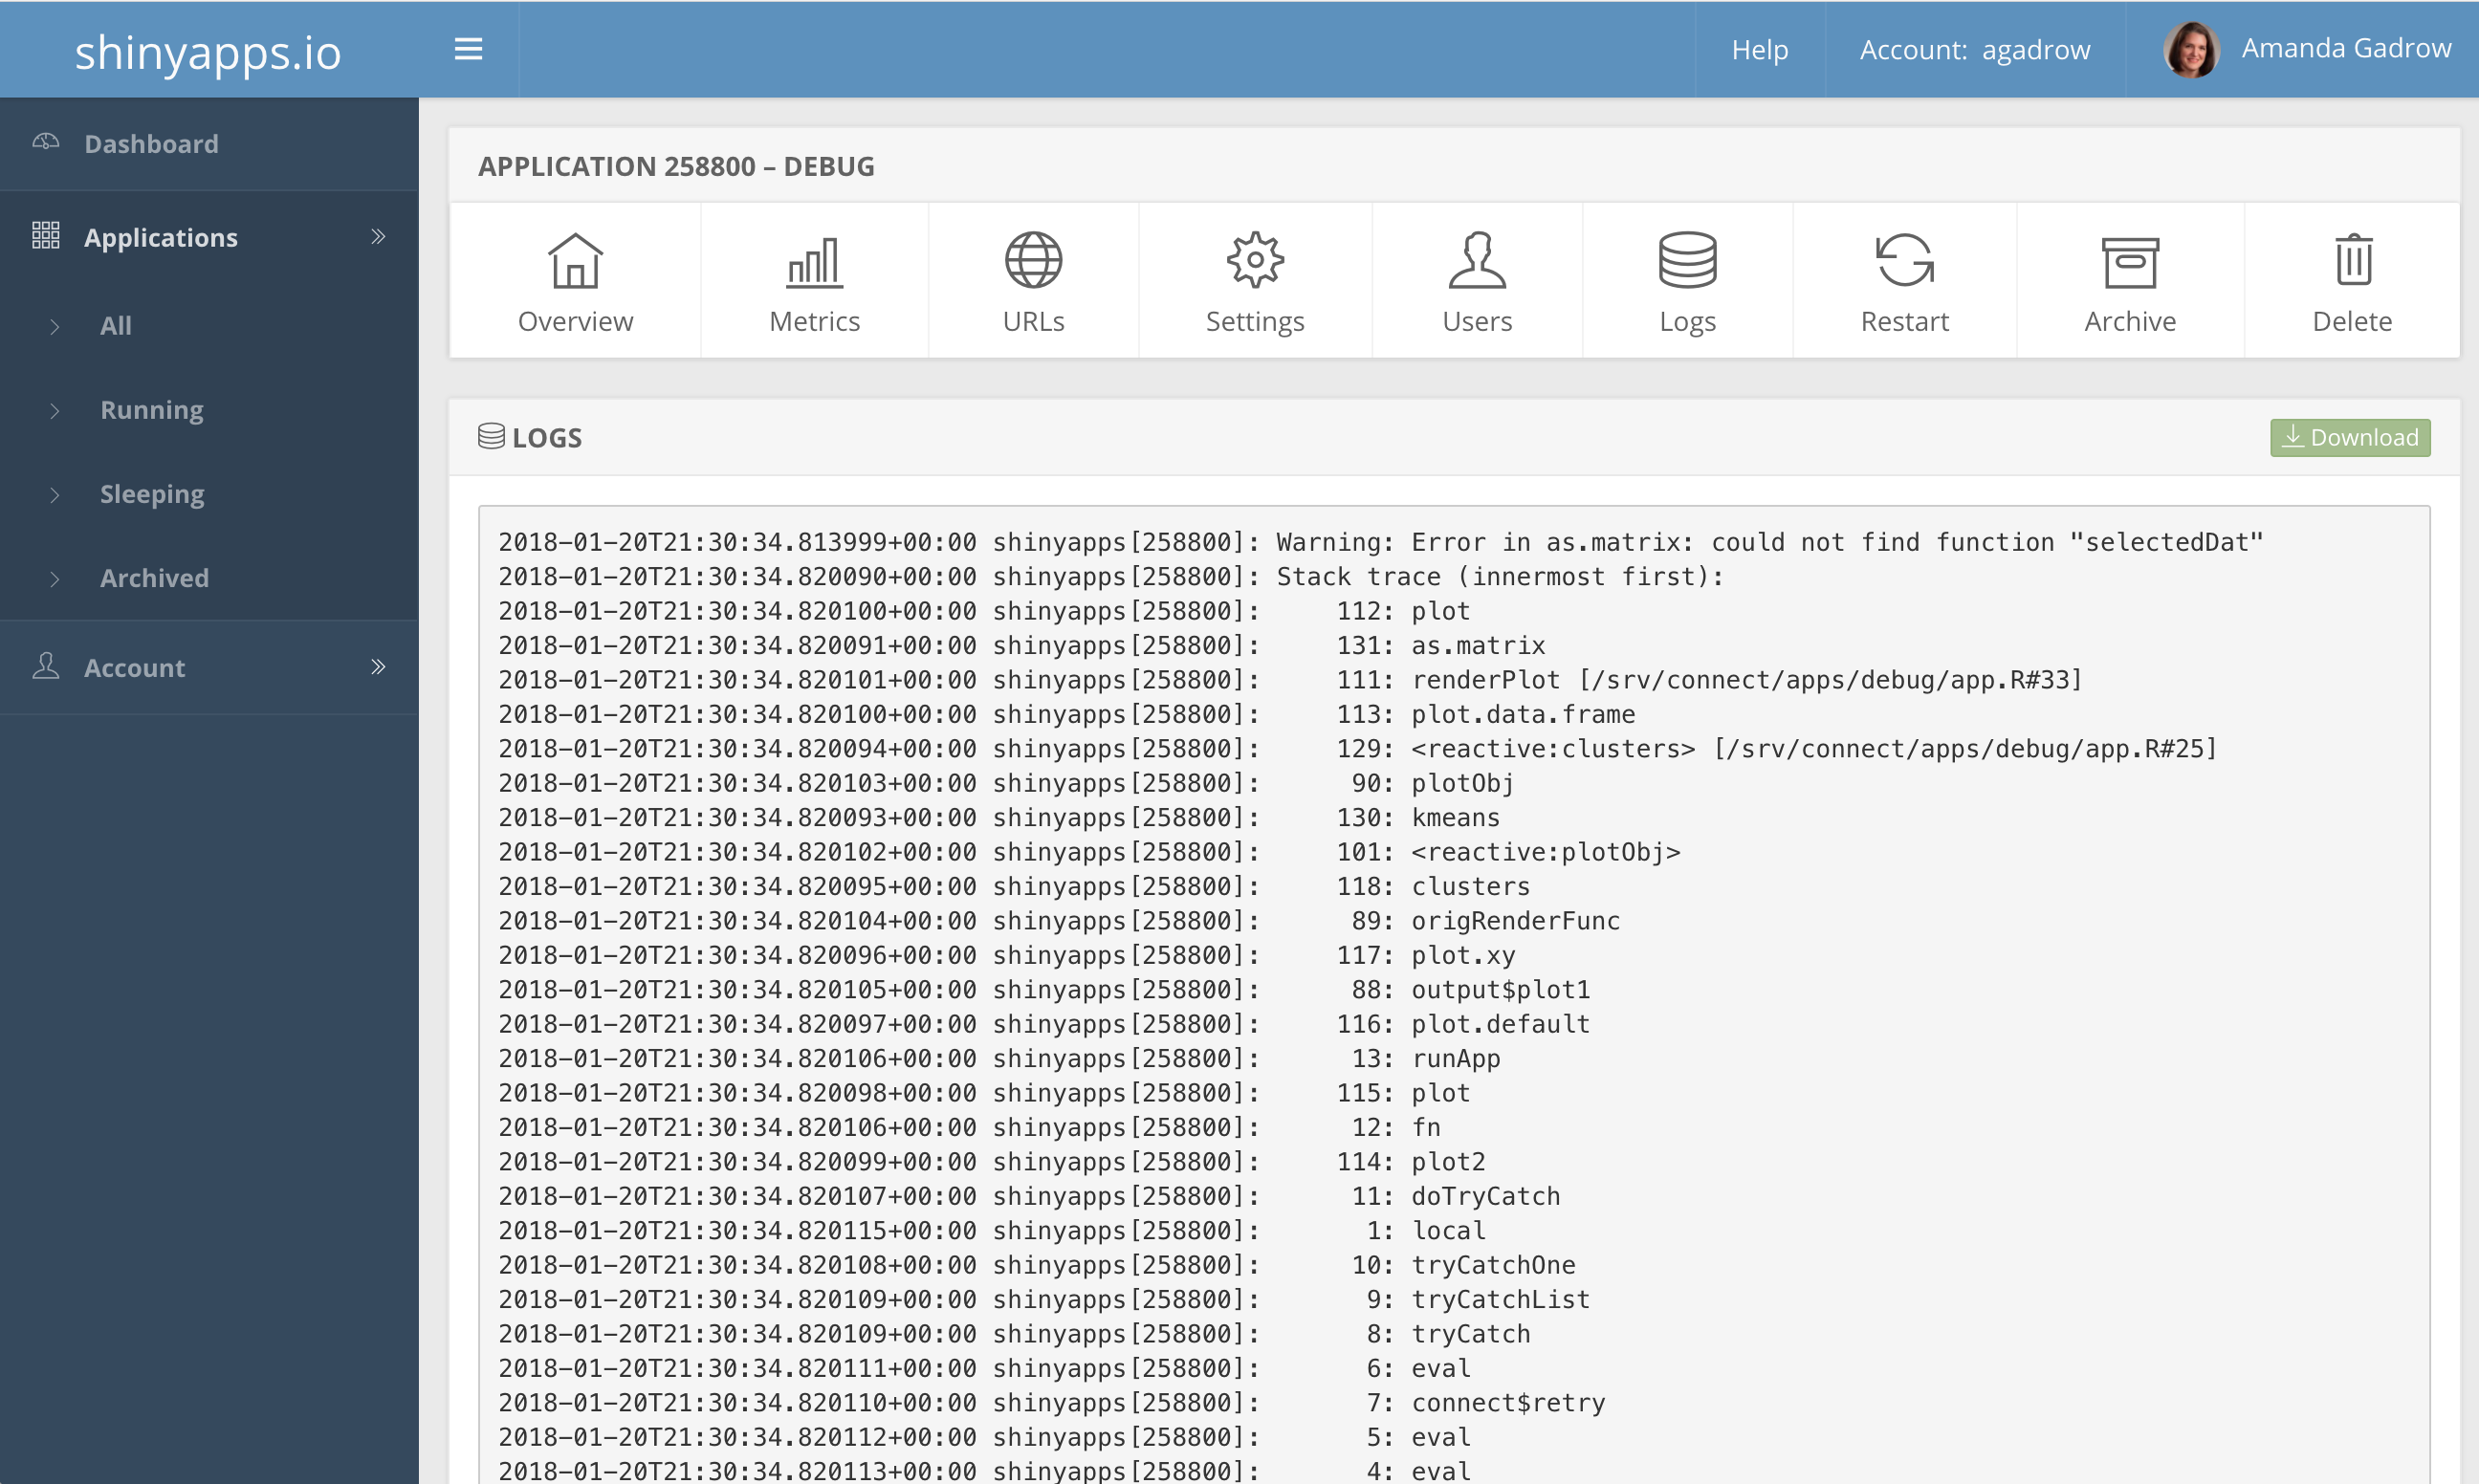 shinyapps.io
Help
Account: agadrow
Amanda Gadrow
Dashboard
Applications
All
Running
Sleeping
Archived
Account
APPLICATION 258800 – DEBUG
Overview
Metrics
URLs
Settings
Users
Logs
Restart
Archive
Delete
LOGS
Download
2018-01-20T21:30:34.813999+00:00 shinyapps[258800]: Warning: Error in as.matrix: could not find function "selectedDat"
2018-01-20T21:30:34.820090+00:00 shinyapps[258800]: Stack trace (innermost first):
2018-01-20T21:30:34.820100+00:00 shinyapps[258800]:     112: plot
2018-01-20T21:30:34.820091+00:00 shinyapps[258800]:     131: as.matrix
2018-01-20T21:30:34.820101+00:00 shinyapps[258800]:     111: renderPlot [/srv/connect/apps/debug/app.R#33]
2018-01-20T21:30:34.820100+00:00 shinyapps[258800]:     113: plot.data.frame
2018-01-20T21:30:34.820094+00:00 shinyapps[258800]:     129: <reactive:clusters> [/srv/connect/apps/debug/app.R#25]
2018-01-20T21:30:34.820103+00:00 shinyapps[258800]:      90: plotObj
2018-01-20T21:30:34.820093+00:00 shinyapps[258800]:     130: kmeans
2018-01-20T21:30:34.820102+00:00 shinyapps[258800]:     101: <reactive:plotObj>
2018-01-20T21:30:34.820095+00:00 shinyapps[258800]:     118: clusters
2018-01-20T21:30:34.820104+00:00 shinyapps[258800]:      89: origRenderFunc
2018-01-20T21:30:34.820096+00:00 shinyapps[258800]:     117: plot.xy
2018-01-20T21:30:34.820105+00:00 shinyapps[258800]:      88: output$plot1
2018-01-20T21:30:34.820097+00:00 shinyapps[258800]:     116: plot.default
2018-01-20T21:30:34.820106+00:00 shinyapps[258800]:      13: runApp
2018-01-20T21:30:34.820098+00:00 shinyapps[258800]:     115: plot
2018-01-20T21:30:34.820106+00:00 shinyapps[258800]:      12: fn
2018-01-20T21:30:34.820099+00:00 shinyapps[258800]:     114: plot2
2018-01-20T21:30:34.820107+00:00 shinyapps[258800]:      11: doTryCatch
2018-01-20T21:30:34.820115+00:00 shinyapps[258800]:       1: local
2018-01-20T21:30:34.820108+00:00 shinyapps[258800]:      10: tryCatchOne
2018-01-20T21:30:34.820109+00:00 shinyapps[258800]:       9: tryCatchList
2018-01-20T21:30:34.820109+00:00 shinyapps[258800]:       8: tryCatch
2018-01-20T21:30:34.820111+00:00 shinyapps[258800]:       6: eval
2018-01-20T21:30:34.820110+00:00 shinyapps[258800]:       7: connect$retry
2018-01-20T21:30:34.820112+00:00 shinyapps[258800]:       5: eval
2018-01-20T21:30:34.820113+00:00 shinyapps[258800]:       4: eval